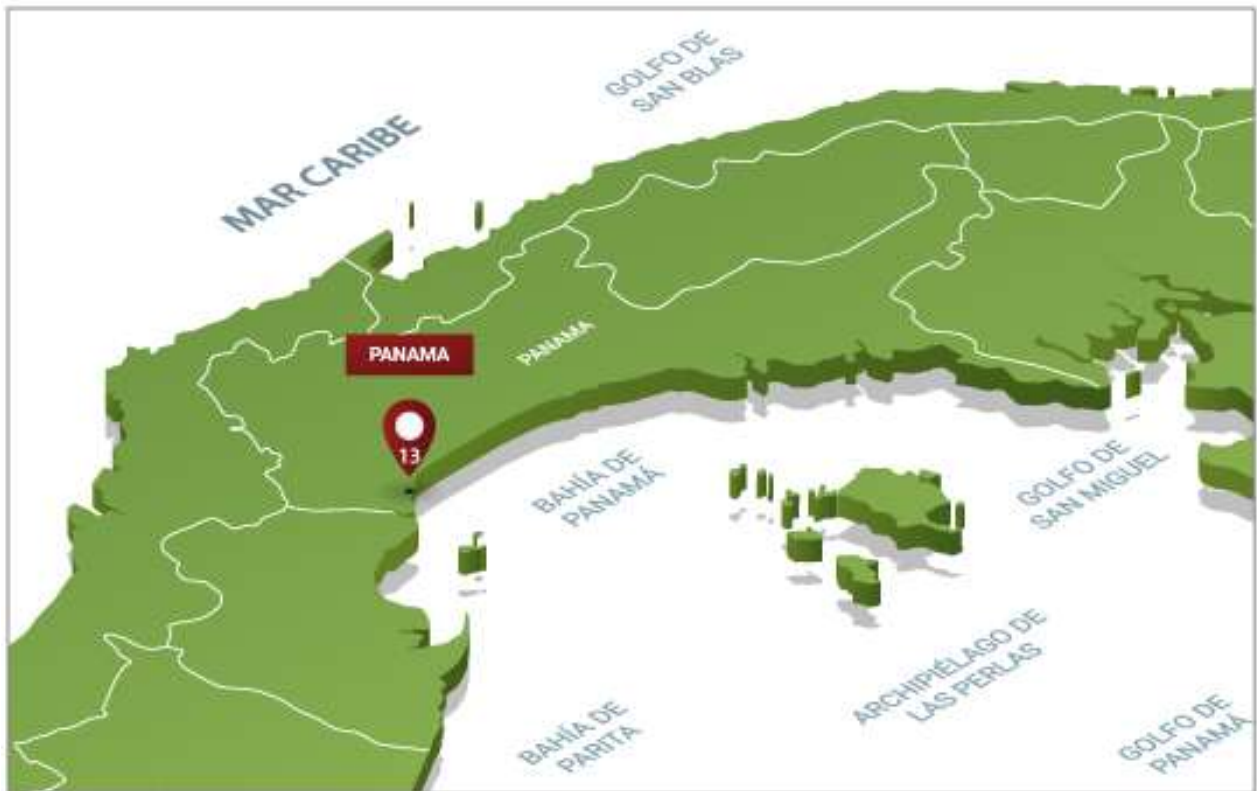 GOLFO DE
SAN BLAS
MAR CARIBE
PANAMA
PANAMA
13
BAHÍA DE
PANAMÁ
GOLFO DE
SAN MIGUEL
ARCHIPIÉLAGO DE
LAS PERLAS
BAHÍA DE
PARITA
GOLFO DE
PANAMÁ